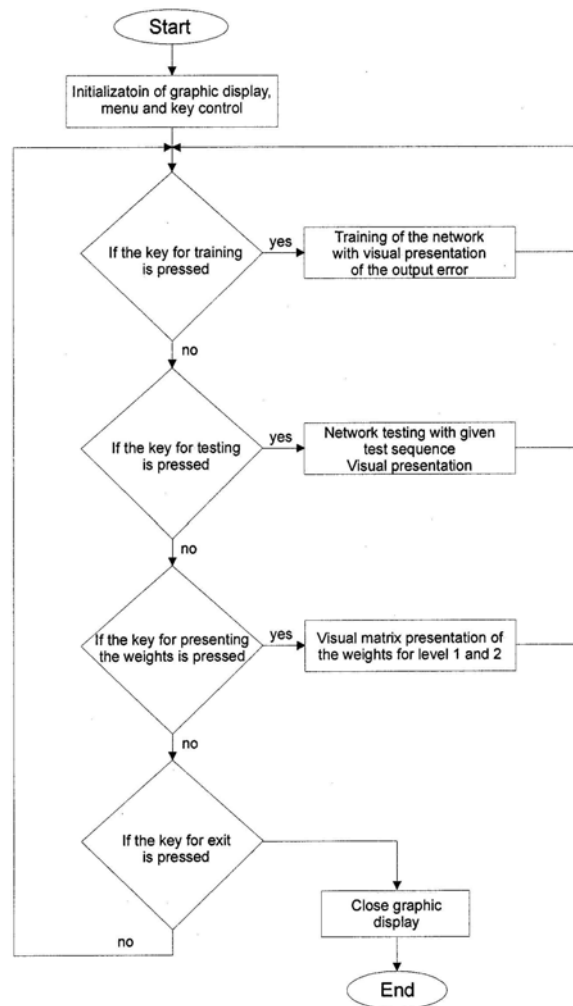 Start
Initializatoin of graphic display,
menu and key control
If the key for training
is pressed
yes
Training of the network
with visual presentation
of the output error
no
If the key for testing
is pressed
yes
Network testing with given
test sequence
Visual presentation
no
If the key for presenting
the weights is pressed
yes
Visual matrix presentation of
the weights for level 1 and 2
no
If the key for exit
is pressed
no
Close graphic
display
End